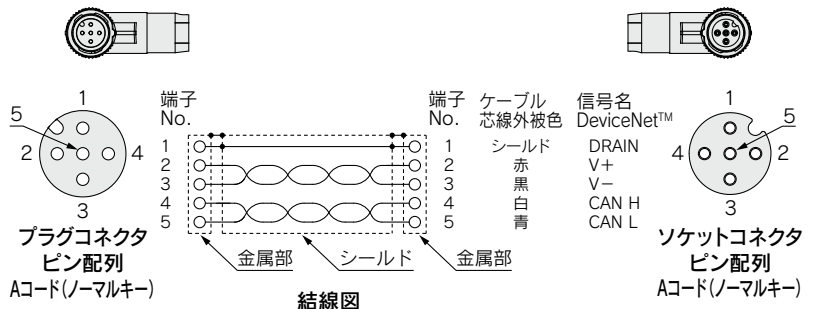 1
5
2
4
3
プラグコネクタ
ピン配列
Aコード(ノーマルキー)
端子
No.
1
2
3
4
5
金属部
シールド
金属部
結線図
端子 ケーブル 信号名
No. 芯線外被色 DeviceNet™
1 シールド DRAIN
2 赤 V+
3 黒 V−
4 白 CAN H
5 青 CAN L
1
5
4
2
3
ソケットコネクタ
ピン配列
Aコード(ノーマルキー)